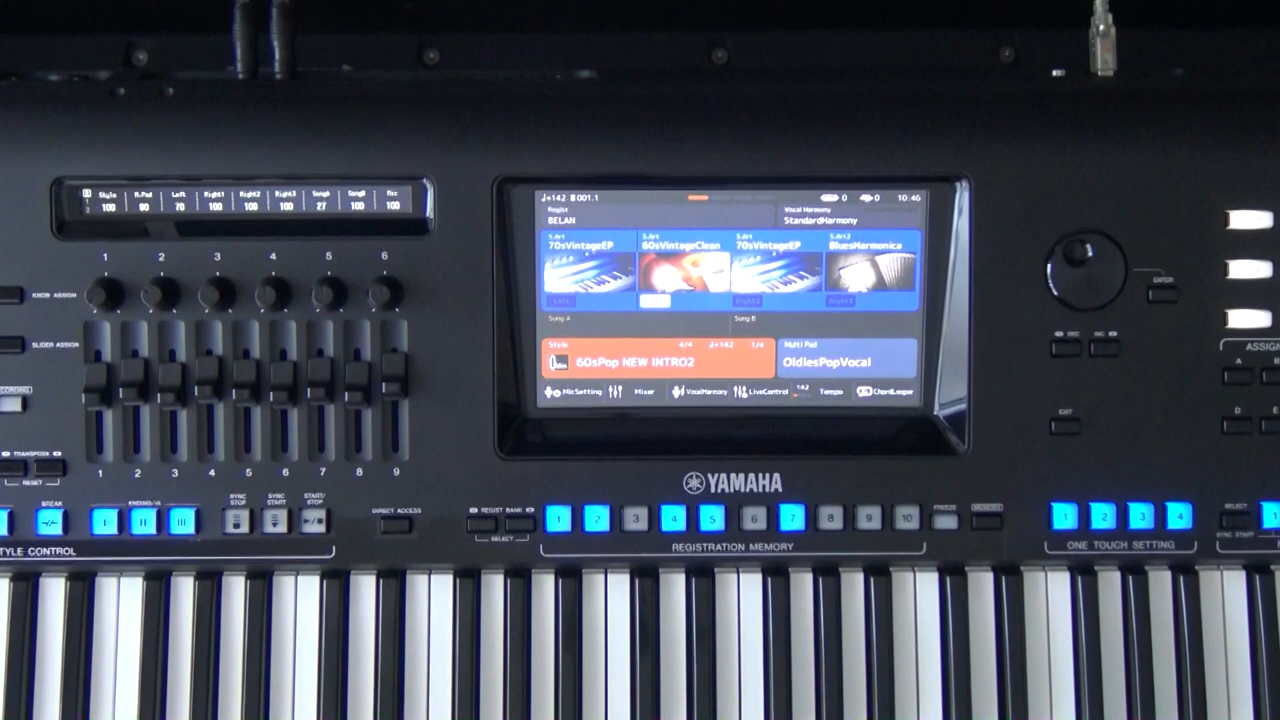 Style M.Pad Left Right1 Right2 Right3 SongA SongB Mic
100 80 70 100 100 100 27 100 100
1 2 3 4 5 6
KNOB ASSIGN
SLIDER ASSIGN
TRANSPOSE
RESET
1 2 3 4 5 6 7 8 9
♩=142 001.1 0 0 10:46
Regist
BELAN
Vocal Harmony
StandardHarmony
S.Art S.Art S.Art S.Art2
70sVintageEP 60sVintageClean 70sVintageEP BluesHarmonica
Left Right2 Right3
Song A Song B
Style 4/4 ♩=142 1/4
60sPop NEW INTRO2
Multi Pad
OldiesPopVocal
MicSetting Mixer VocalHarmony LiveControl 142 Tempo ChordLooper
YAMAHA
ENTER
EXIT
ASSIGN
A
D E
BREAK
ENDING/rit.
I II III
SYNC STOP
SYNC START
START/STOP
TYLE CONTROL
DIRECT ACCESS
REGIST BANK
SELECT
1 2 3 4 5 6 7 8 9 10
FREEZE
MEMORY
REGISTRATION MEMORY
1 2 3 4
ONE TOUCH SETTING
SELECT
SYNC START
1